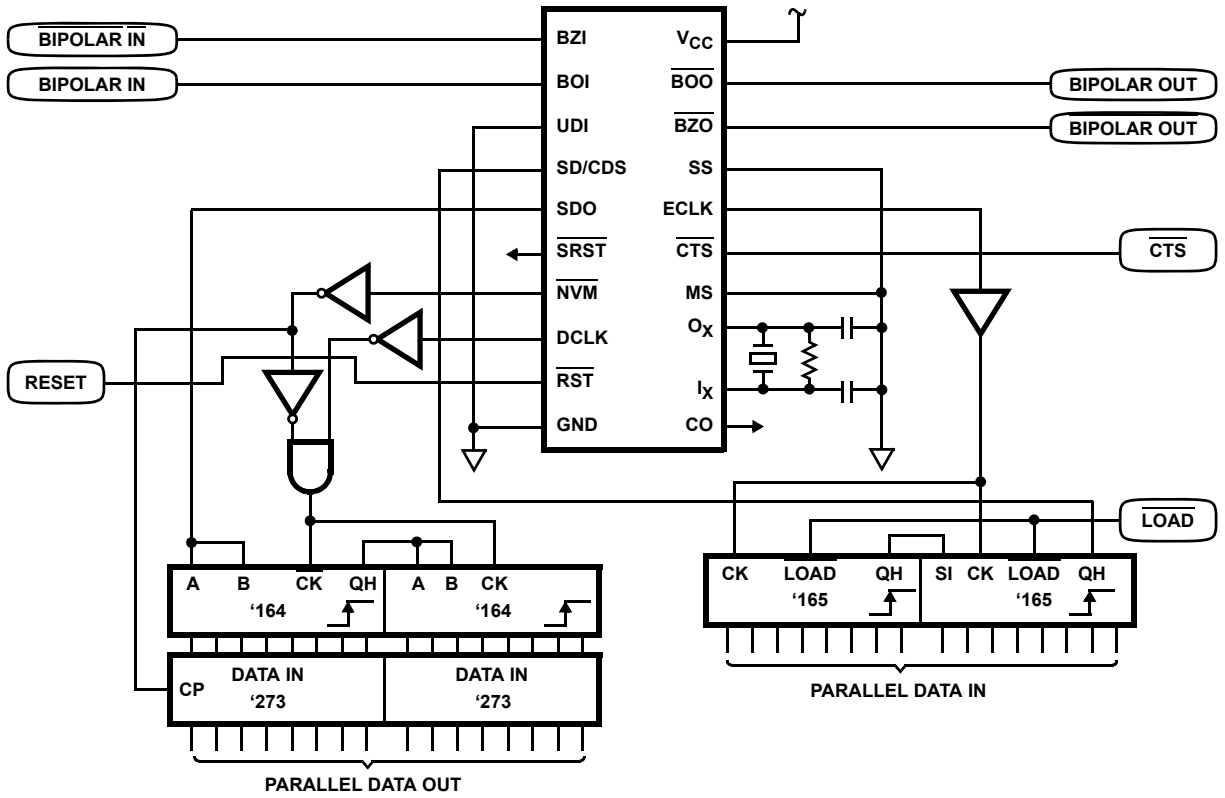 BIPOLAR IN
BIPOLAR IN
RESET
BZI
BOI
UDI
SD/CDS
SDO
SRST
NVM
DCLK
RST
GND
VCC
BOO
BZO
SS
ECLK
CTS
MS
OX
IX
CO
BIPOLAR OUT
BIPOLAR OUT
CTS
LOAD
A B CK QH A B CK
‘164 ‘164
DATA IN DATA IN
CP
‘273 ‘273
PARALLEL DATA OUT
CK LOAD QH SI CK LOAD QH
‘165 ‘165
PARALLEL DATA IN